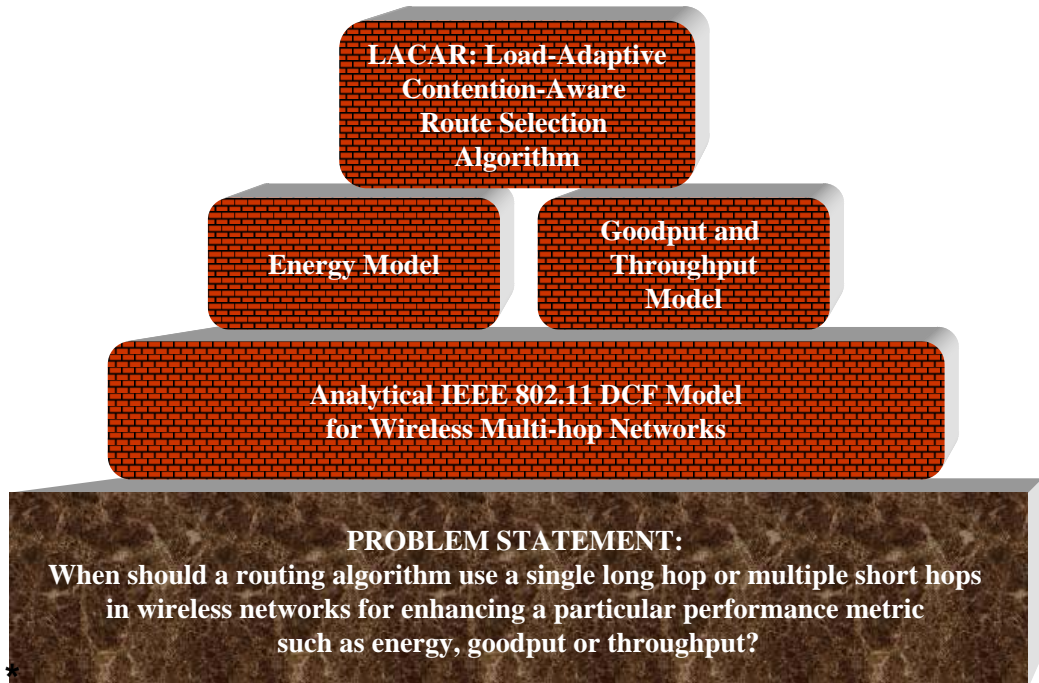 LACAR: Load-Adaptive
Contention-Aware
Route Selection
Algorithm
Energy Model
Goodput and
Throughput
Model
Analytical IEEE 802.11 DCF Model
for Wireless Multi-hop Networks
PROBLEM STATEMENT:
When should a routing algorithm use a single long hop or multiple short hops
in wireless networks for enhancing a particular performance metric
such as energy, goodput or throughput?
*